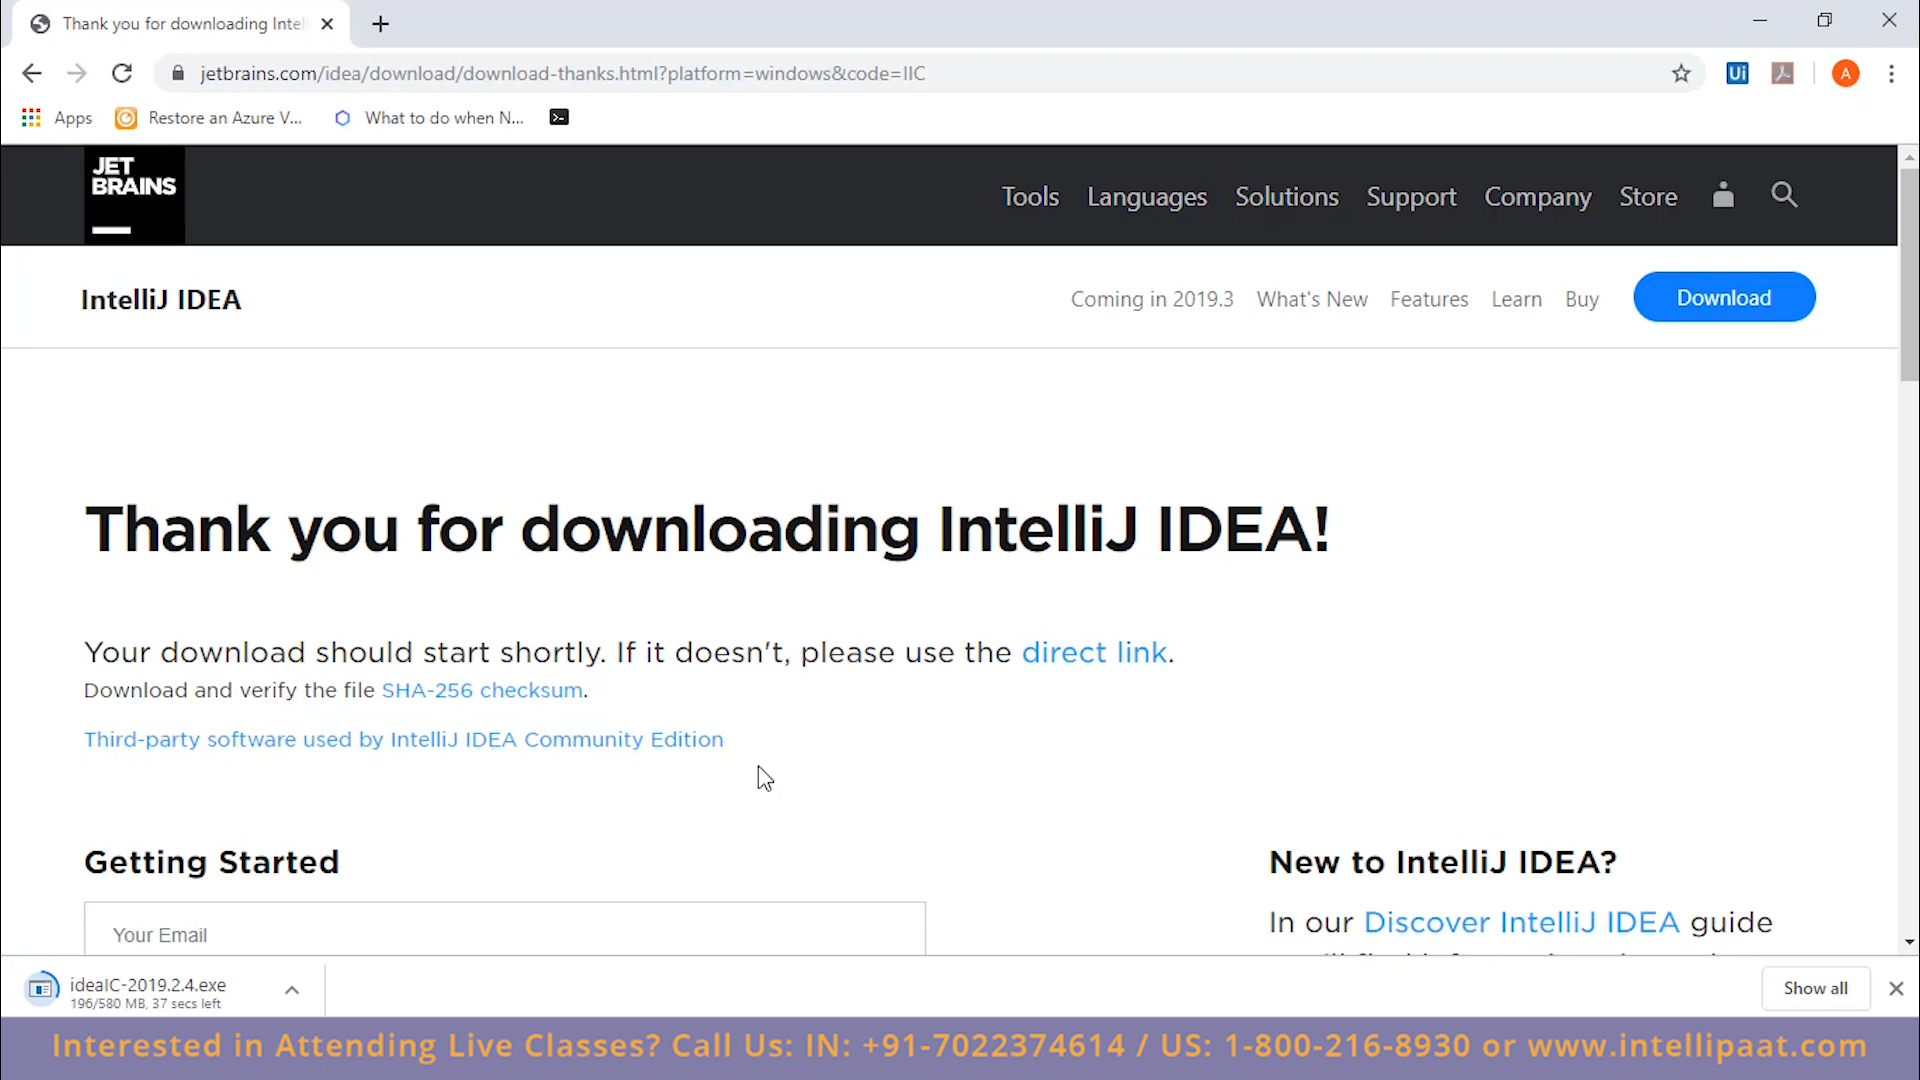 Thank you for downloading Inte
jetbrains.com/idea/download/download-thanks.html?platform=windows&code=IIC
Ui
A
Apps
Restore an Azure V...
What to do when N...
JET
BRAINS
Tools
Languages
Solutions
Support
Company
Store
IntelliJ IDEA
Coming in 2019.3
What's New
Features
Learn
Buy
Download
Thank you for downloading IntelliJ IDEA!
Your download should start shortly. If it doesn't, please use the direct link.
Download and verify the file SHA-256 checksum.
Third-party software used by IntelliJ IDEA Community Edition
Getting Started
Your Email
New to IntelliJ IDEA?
In our Discover IntelliJ IDEA guide
ideaIC-2019.2.4.exe
196/580 MB, 37 secs left
Show all
Interested in Attending Live Classes? Call Us: IN: +91-7022374614 / US: 1-800-216-8930 or www.intellipaat.com